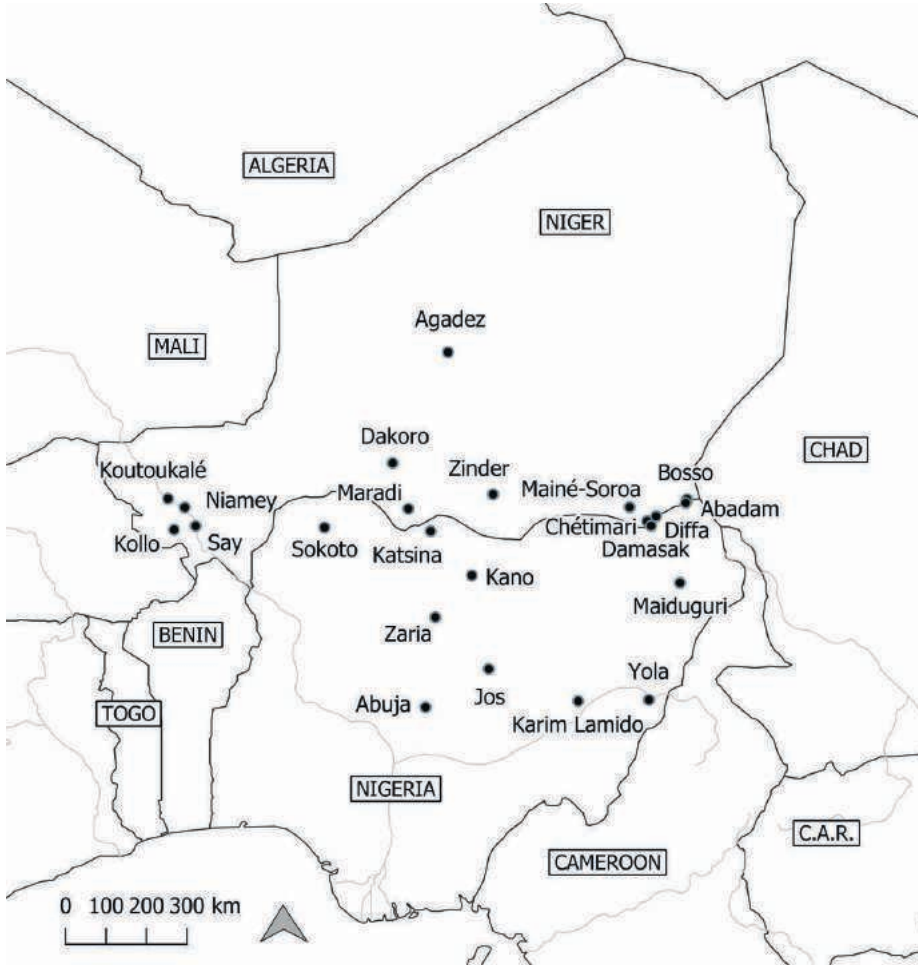 ALGERIA
NIGER
Agadez
MALI
Dakoro
CHAD
Koutoukalé
Zinder
Bosso
Mainé-Soroa
Maradi
Niamey
Abadam
Chétimari
Diffa
Kollo
Say
Sokoto
Katsina
Damasak
Kano
Maiduguri
Zaria
BENIN
Yola
Jos
TOGO
Abuja
Karim Lamido
NIGERIA
C.A.R.
CAMEROON
0 100 200 300 km